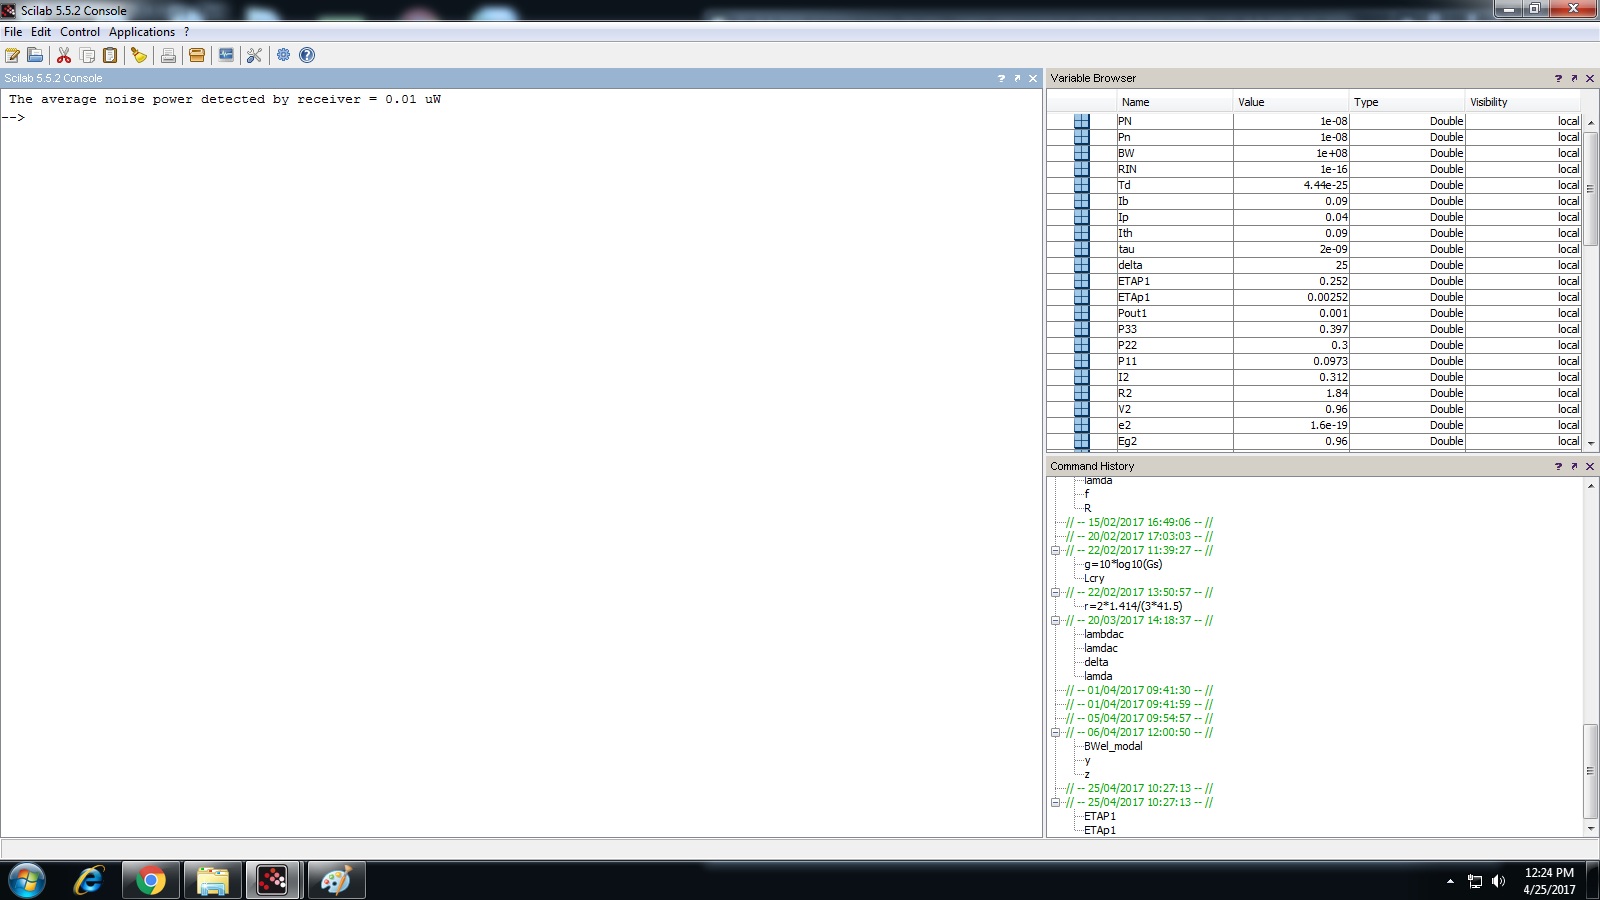 Scilab 5.5.2 Console
File Edit Control Applications ?
Scilab 5.5.2 Console ?
The average noise power detected by receiver = 0.01 uW
-->
Variable Browser ?
Name Value Type Visibility
PN 1e-08 Double local
Pn 1e-08 Double local
BW 1e+08 Double local
RIN 1e-16 Double local
Td 4.44e-25 Double local
Ib 0.09 Double local
Ip 0.04 Double local
Ith 0.09 Double local
tau 2e-09 Double local
delta 25 Double local
ETAP1 0.252 Double local
ETAp1 0.00252 Double local
Pout1 0.001 Double local
P33 0.397 Double local
P22 0.3 Double local
P11 0.0973 Double local
I2 0.312 Double local
R2 1.84 Double local
V2 0.96 Double local
e2 1.6e-19 Double local
Eg2 0.96 Double local
Command History ?
lamda
f
R
// -- 15/02/2017 16:49:06 -- //
// -- 20/02/2017 17:03:03 -- //
// -- 22/02/2017 11:39:27 -- //
g=10*log10(Gs)
Lcry
// -- 22/02/2017 13:50:57 -- //
r=2*1.414/(3*41.5)
// -- 20/03/2017 14:18:37 -- //
lambdac
lamdac
delta
lamda
// -- 01/04/2017 09:41:30 -- //
// -- 01/04/2017 09:41:59 -- //
// -- 05/04/2017 09:54:57 -- //
// -- 06/04/2017 12:00:50 -- //
BWel_modal
y
z
// -- 25/04/2017 10:27:13 -- //
// -- 25/04/2017 10:27:13 -- //
ETAP1
ETAp1
12:24 PM
4/25/2017